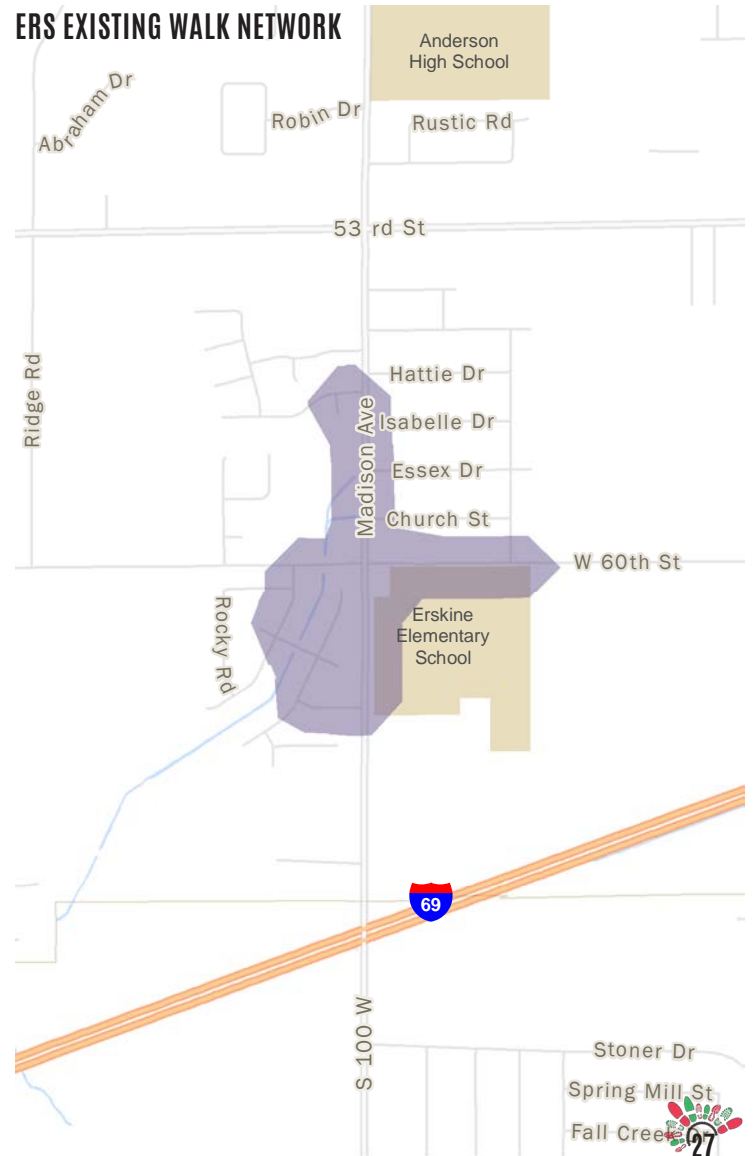 ERS EXISTING WALK NETWORK
Anderson
High School
Abraham Dr
Robin Dr
Rustic Rd
53 rd St
Ridge Rd
Hattie Dr
Madison Ave
Isabelle Dr
Essex Dr
Church St
W 60th St
Rocky Rd
Erskine
Elementary
School
69
S 100 W
Stoner Dr
Spring Mill St
Fall Creek
27